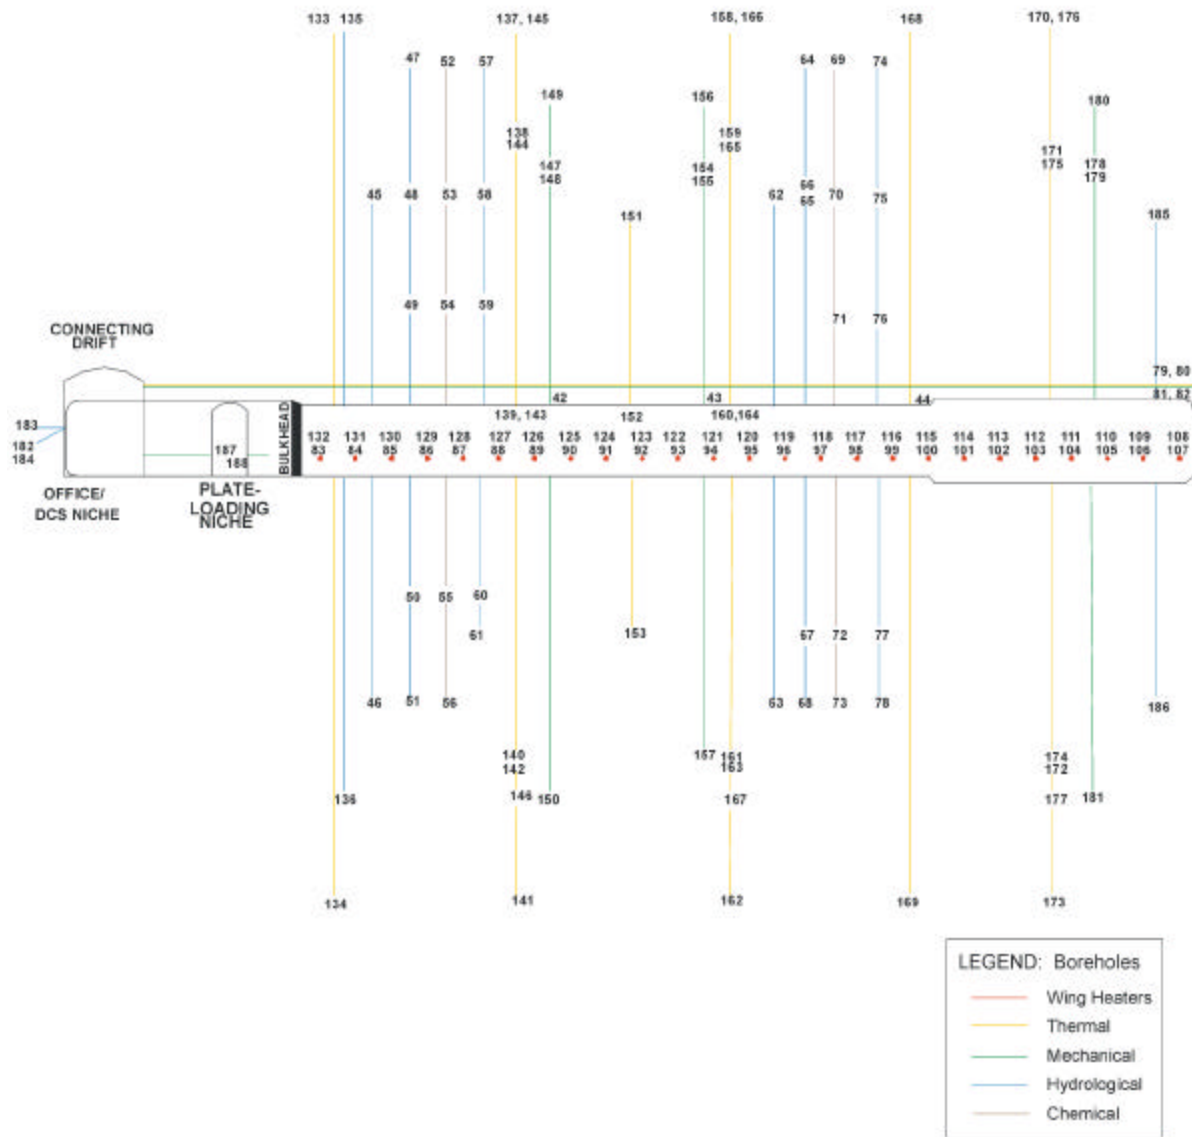 133 135 137, 145 158, 166 168 170, 176
47 52 57 64 69 74
149 156 180
138 159
144 165
171
175
147
148
154
155
178
179
45 48 53 58 62 66 70 75
65
151 185
49 54 59 71 76
CONNECTING
DRIFT
79, 80
81, 82
42 43 44
139, 143 152 160,164
BULKHEAD
183
182
184
187
188
132 131 130 129 128 127 126 125 124 123 122 121 120 119 118 117 116 115 114 113 112 111 110 109 108
83 84 85 86 87 88 89 90 91 92 93 94 95 96 97 98 99 100 101 102 103 104 105 106 107
OFFICE/
DCS NICHE
PLATE-
LOADING
NICHE
50 55 60
61 153 67 72 77
46 51 56 63 68 73 78 186
140 157 161 174
142 163 172
136 146 150 167 177 181
134 141 162 169 173
LEGEND: Boreholes
Wing Heaters
Thermal
Mechanical
Hydrological
Chemical